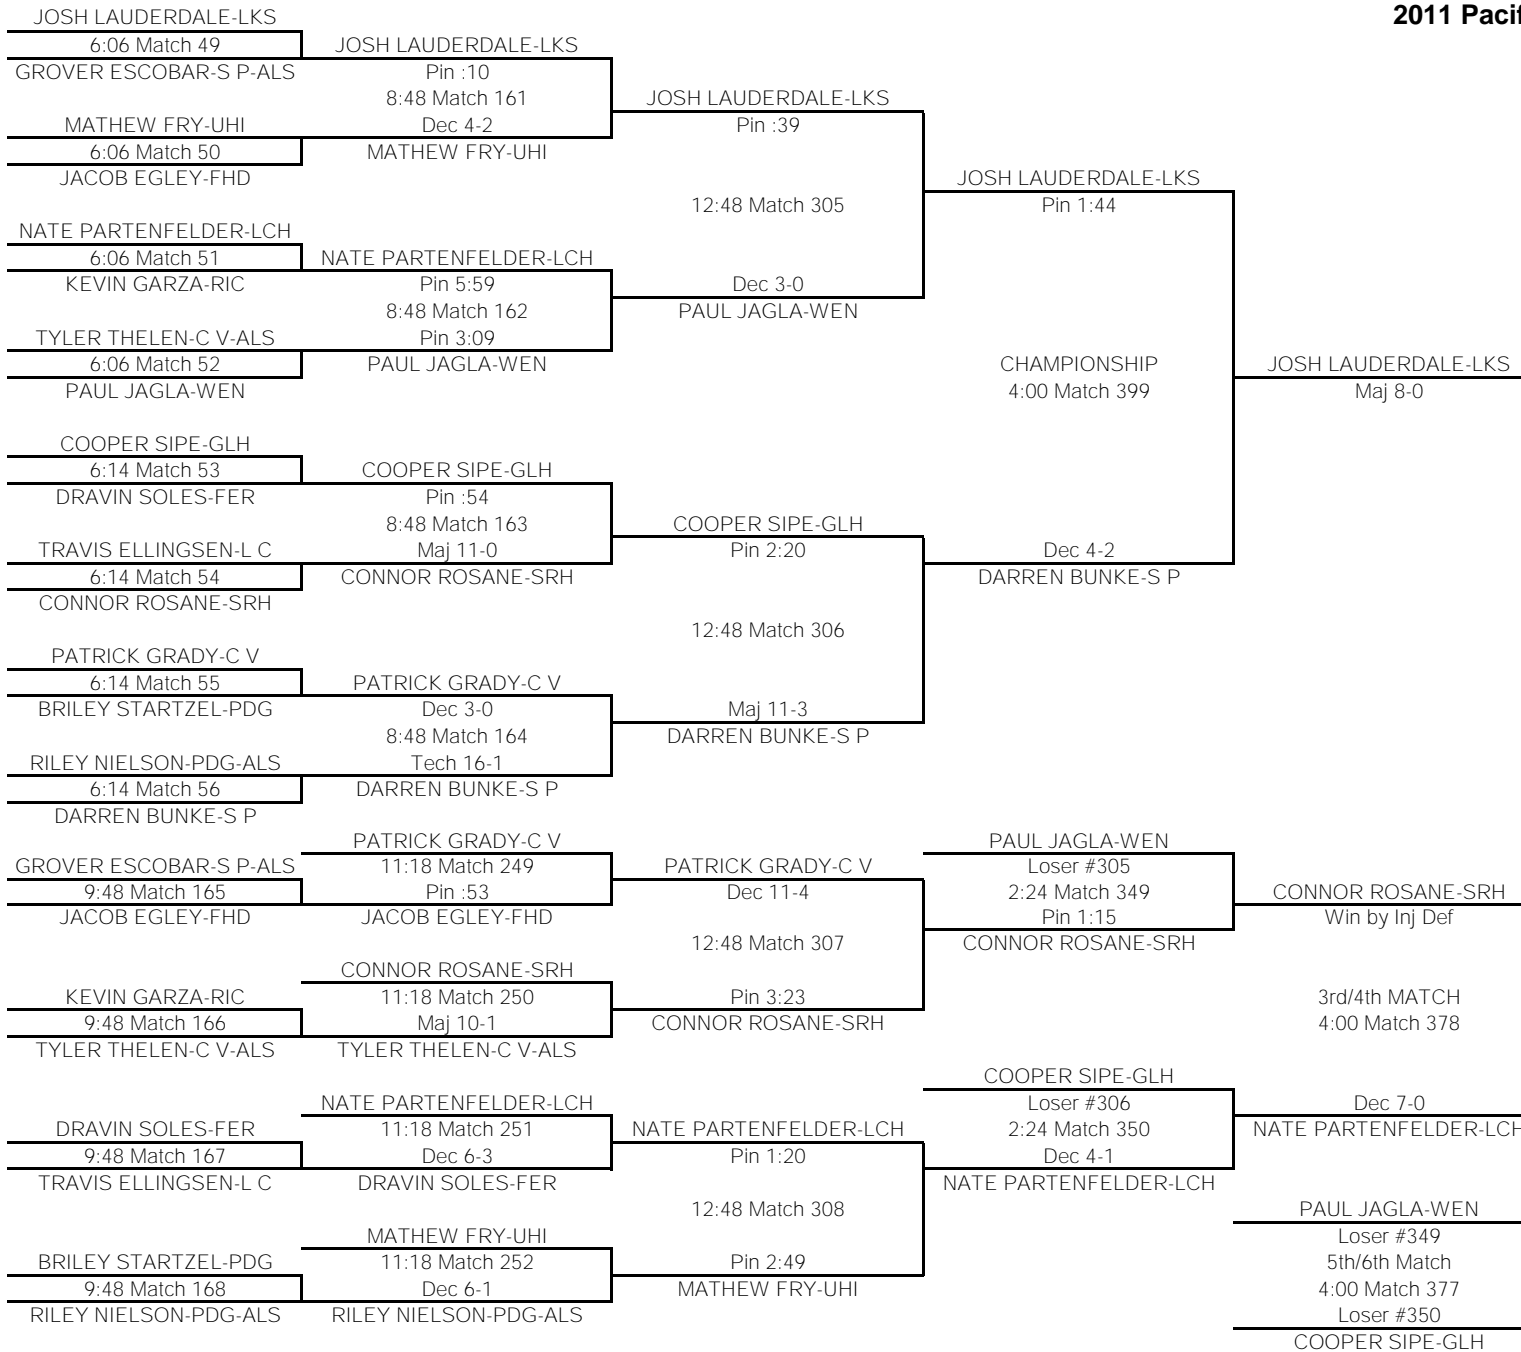 2011 Pacif
JOSH LAUDERDALE-LKS
6:06 Match 49
GROVER ESCOBAR-S P-ALS
MATHEW FRY-UHI
6:06 Match 50
JACOB EGLEY-FHD
NATE PARTENFELDER-LCH
6:06 Match 51
KEVIN GARZA-RIC
TYLER THELEN-C V-ALS
6:06 Match 52
PAUL JAGLA-WEN
COOPER SIPE-GLH
6:14 Match 53
DRAVIN SOLES-FER
TRAVIS ELLINGSEN-L C
6:14 Match 54
CONNOR ROSANE-SRH
PATRICK GRADY-C V
6:14 Match 55
BRILEY STARTZEL-PDG
RILEY NIELSON-PDG-ALS
6:14 Match 56
DARREN BUNKE-S P
JOSH LAUDERDALE-LKS
Pin :10
8:48 Match 161
Dec 4-2
MATHEW FRY-UHI
NATE PARTENFELDER-LCH
Pin 5:59
8:48 Match 162
Pin 3:09
PAUL JAGLA-WEN
COOPER SIPE-GLH
Pin :54
8:48 Match 163
Maj 11-0
CONNOR ROSANE-SRH
PATRICK GRADY-C V
Dec 3-0
8:48 Match 164
Tech 16-1
DARREN BUNKE-S P
JOSH LAUDERDALE-LKS
Pin :39
12:48 Match 305
Dec 3-0
PAUL JAGLA-WEN
COOPER SIPE-GLH
Pin 2:20
12:48 Match 306
Maj 11-3
DARREN BUNKE-S P
JOSH LAUDERDALE-LKS
Pin 1:44
CHAMPIONSHIP
4:00 Match 399
Dec 4-2
DARREN BUNKE-S P
JOSH LAUDERDALE-LKS
Maj 8-0
GROVER ESCOBAR-S P-ALS
9:48 Match 165
JACOB EGLEY-FHD
KEVIN GARZA-RIC
9:48 Match 166
TYLER THELEN-C V-ALS
DRAVIN SOLES-FER
9:48 Match 167
TRAVIS ELLINGSEN-L C
BRILEY STARTZEL-PDG
9:48 Match 168
RILEY NIELSON-PDG-ALS
PATRICK GRADY-C V
11:18 Match 249
Pin :53
JACOB EGLEY-FHD
CONNOR ROSANE-SRH
11:18 Match 250
Maj 10-1
TYLER THELEN-C V-ALS
NATE PARTENFELDER-LCH
11:18 Match 251
Dec 6-3
DRAVIN SOLES-FER
MATHEW FRY-UHI
11:18 Match 252
Dec 6-1
RILEY NIELSON-PDG-ALS
PATRICK GRADY-C V
Dec 11-4
12:48 Match 307
Pin 3:23
CONNOR ROSANE-SRH
NATE PARTENFELDER-LCH
Pin 1:20
12:48 Match 308
Pin 2:49
MATHEW FRY-UHI
PAUL JAGLA-WEN
Loser #305
2:24 Match 349
Pin 1:15
CONNOR ROSANE-SRH
COOPER SIPE-GLH
Loser #306
2:24 Match 350
Dec 4-1
NATE PARTENFELDER-LCH
CONNOR ROSANE-SRH
Win by Inj Def
3rd/4th MATCH
4:00 Match 378
Dec 7-0
NATE PARTENFELDER-LCH
PAUL JAGLA-WEN
Loser #349
5th/6th Match
4:00 Match 377
Loser #350
COOPER SIPE-GLH